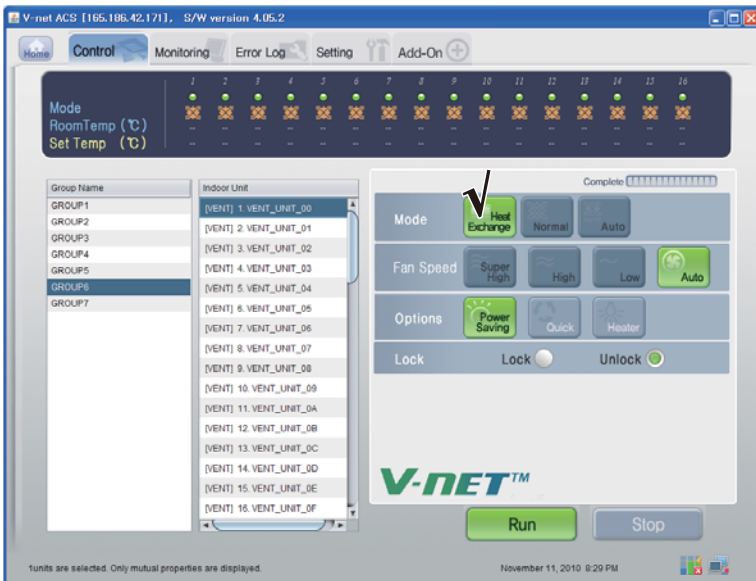 V-net ACS [165.186.42.171],   S/W version 4.05.2
Home Control Monitoring Error Log Setting Add-On
1 2 3 4 5 6 7 8 9 10 11 12 13 14 15 16
Mode
RoomTemp (℃) -- -- -- -- -- -- -- -- -- -- -- -- -- -- -- --
Set Temp (℃) -- -- -- -- -- -- -- -- -- -- -- -- -- -- -- --
Group Name
GROUP1
GROUP2
GROUP3
GROUP4
GROUP5
GROUP6
GROUP7
Indoor Unit
[VENT] 1. VENT_UNIT_00
[VENT] 2. VENT_UNIT_01
[VENT] 3. VENT_UNIT_02
[VENT] 4. VENT_UNIT_03
[VENT] 5. VENT_UNIT_04
[VENT] 6. VENT_UNIT_05
[VENT] 7. VENT_UNIT_06
[VENT] 8. VENT_UNIT_07
[VENT] 9. VENT_UNIT_08
[VENT] 10. VENT_UNIT_09
[VENT] 11. VENT_UNIT_0A
[VENT] 12. VENT_UNIT_0B
[VENT] 13. VENT_UNIT_0C
[VENT] 14. VENT_UNIT_0D
[VENT] 15. VENT_UNIT_0E
[VENT] 16. VENT_UNIT_0F
Complete
√
Mode Heat Exchange Normal Auto
Fan Speed Super High High Low Auto
Options Power Saving Quick Heater
Lock Lock Unlock
V-NET™
Run Stop
1units are selected. Only mutual properties are displayed.
November 11, 2010 8:29 PM